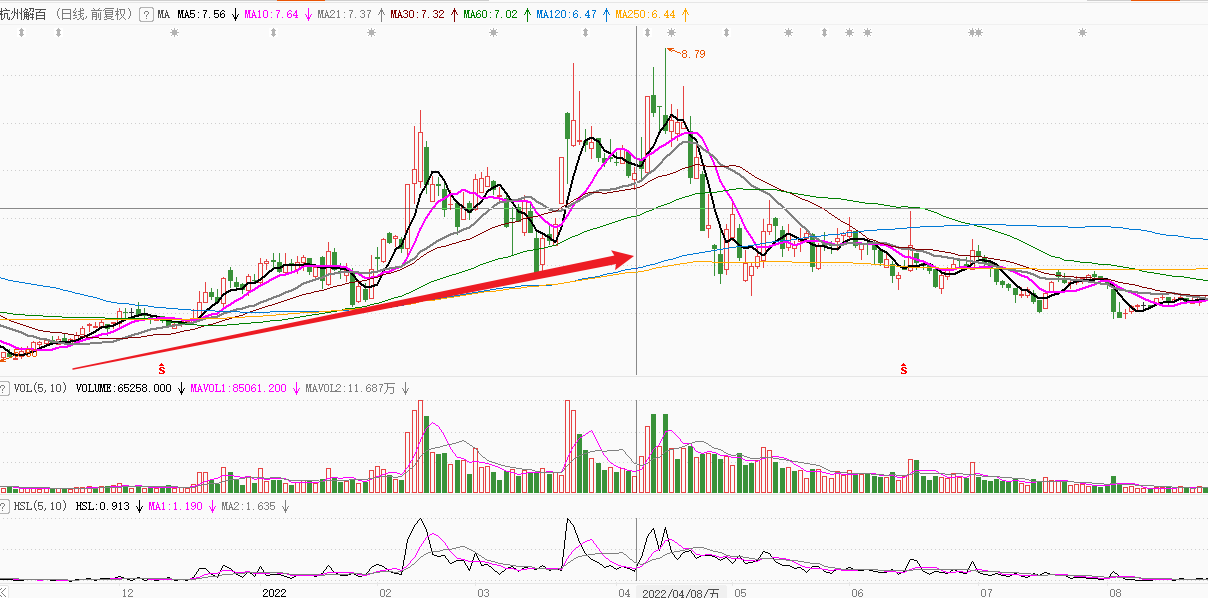 杭州解百 (日线.前复权) ? MA MA5:7.56 ↓ MA10:7.64 ↓ MA21:7.37 ↑ MA30:7.32 ↑ MA60:7.02 ↑ MA120:6.47 ↑ MA250:6.44 ↑
8.79
S S
? VOL(5,10) VOLUME:65258.000 ↓ MAVOL1:85061.200 ↓ MAVOL2:11.687万 ↓
? HSL(5,10) HSL:0.913 ↓ MA1:1.190 ↓ MA2:1.635 ↓
12 2022 02 03 04 2022/04/08/五 05 06 07 08